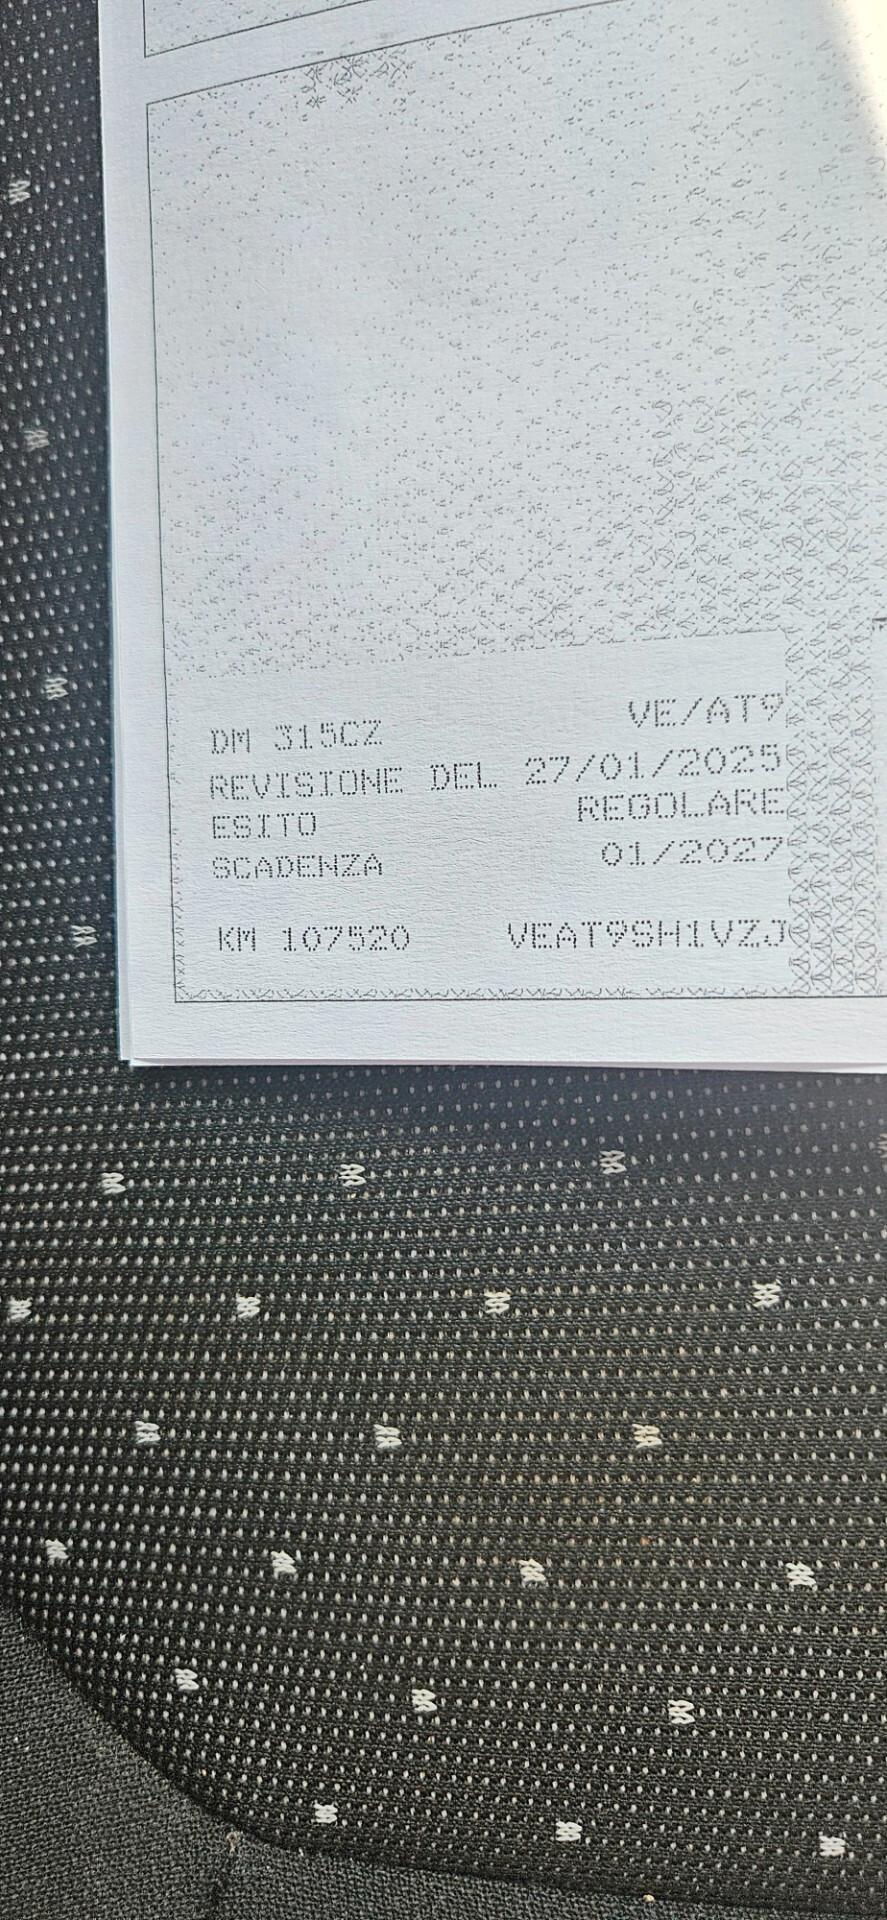 VE/AT9
DM 315CZ
REVISIONE DEL 27/01/2025
ESITO REGOLARE
SCADENZA 01/2027
KM 107520 VEAT9SH1VZJ